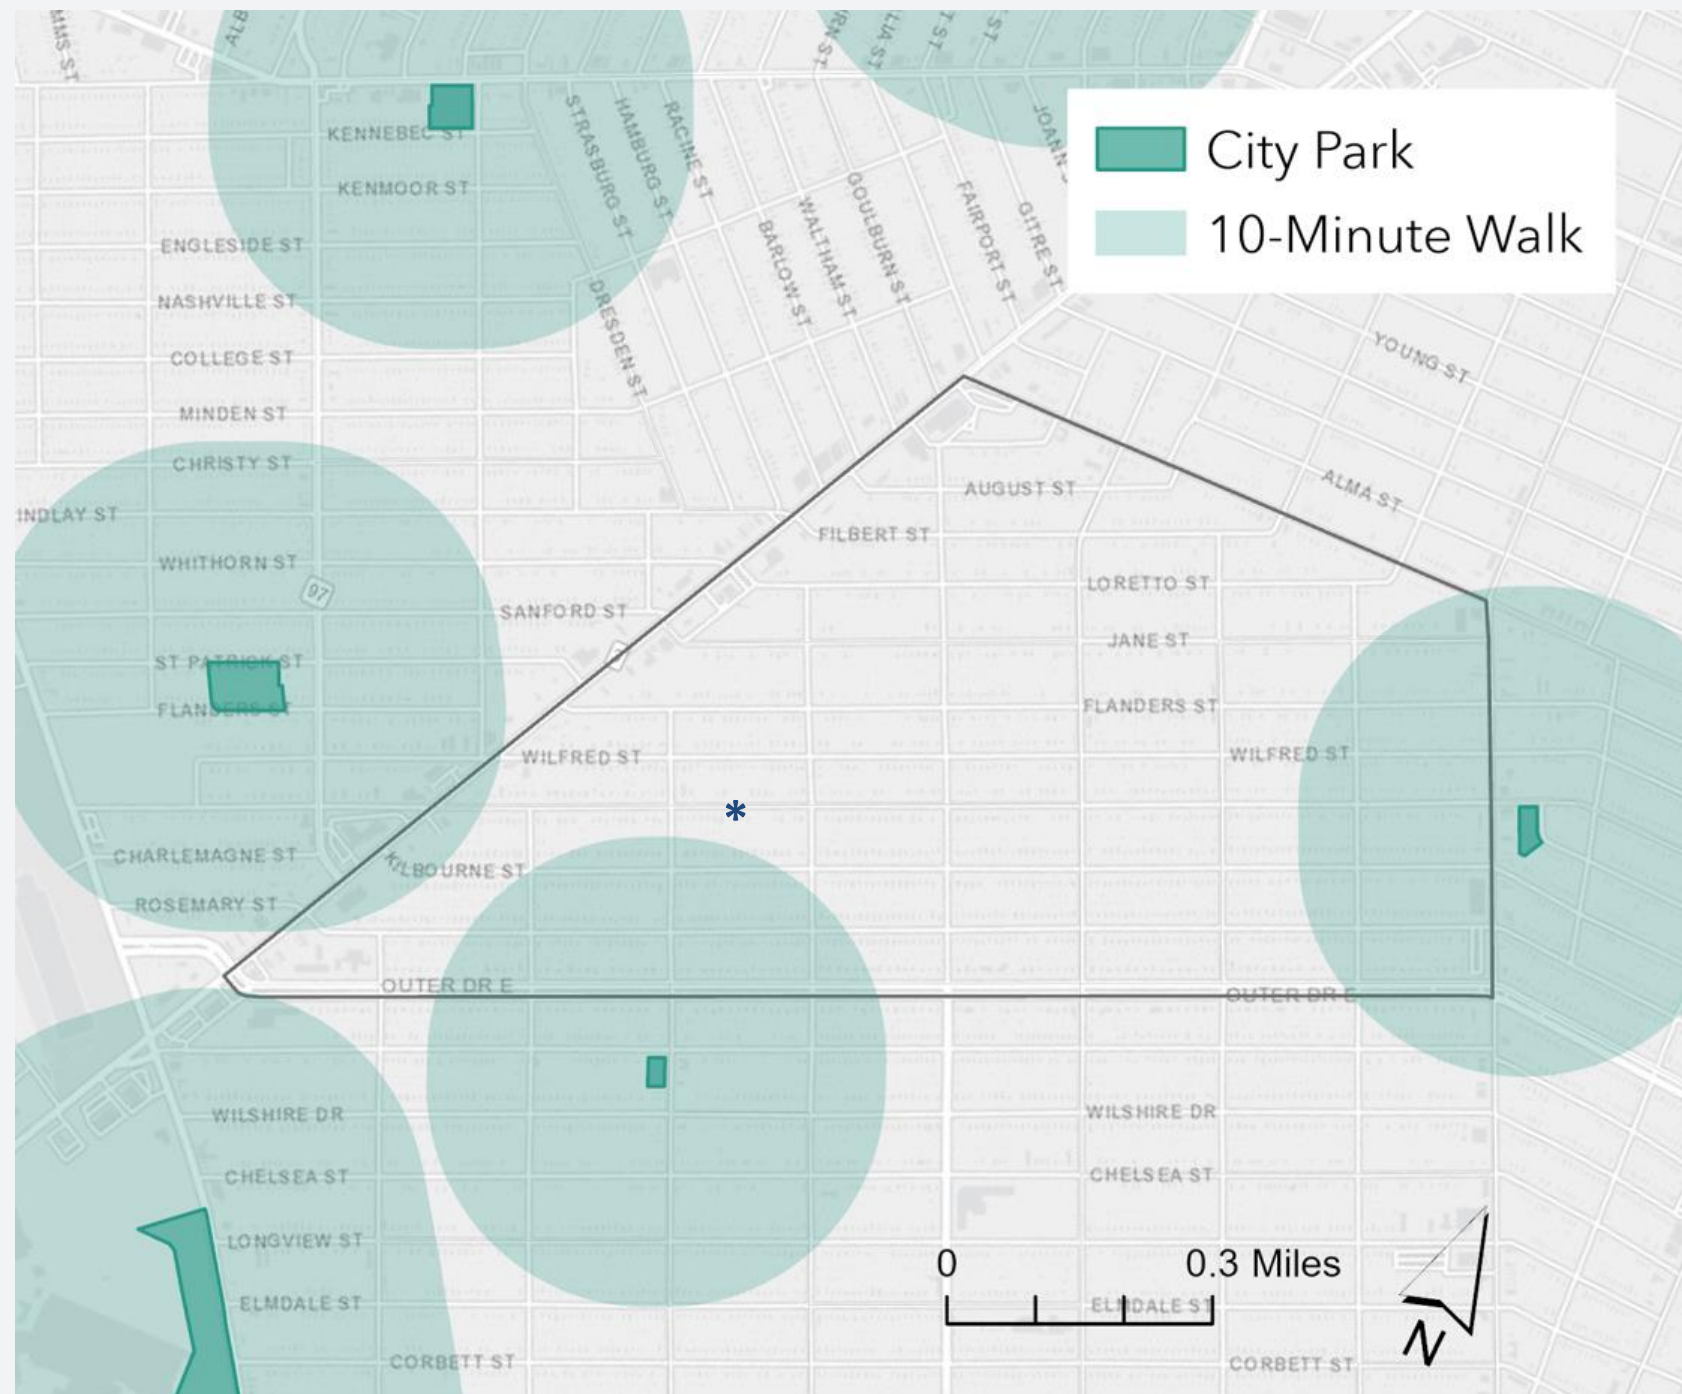 KENNEBEC ST
KENMOOR ST
STRASBURG ST
HAMBURG ST
RACINE ST
ENGLESIDE ST
NASHVILLE ST
COLLEGE ST
MINDEN ST
DRESDEN ST
BARLOW ST
WALTHAM ST
GOULBURN ST
FAIRPORT ST
GITRE ST
City Park
10-Minute Walk
YOUNG ST
ALMA ST
CHRISTY ST
INDLAY ST
WHITHORN ST
97
SANFORD ST
ST PATRICK ST
FLANDERS ST
AUGUST ST
FILBERT ST
LORETTO ST
JANE ST
FLANDERS ST
WILFRED ST
WILFRED ST
*
CHARLEMAGNE ST
KILBOURNE ST
ROSEMARY ST
OUTER DR E
OUTER DR E
WILSHIRE DR
WILSHIRE DR
CHELSEA ST
CHELSEA ST
LONGVIEW ST
0 0.3 Miles
ELMDALE ST
ELMDALE ST
N
CORBETT ST
CORBETT ST